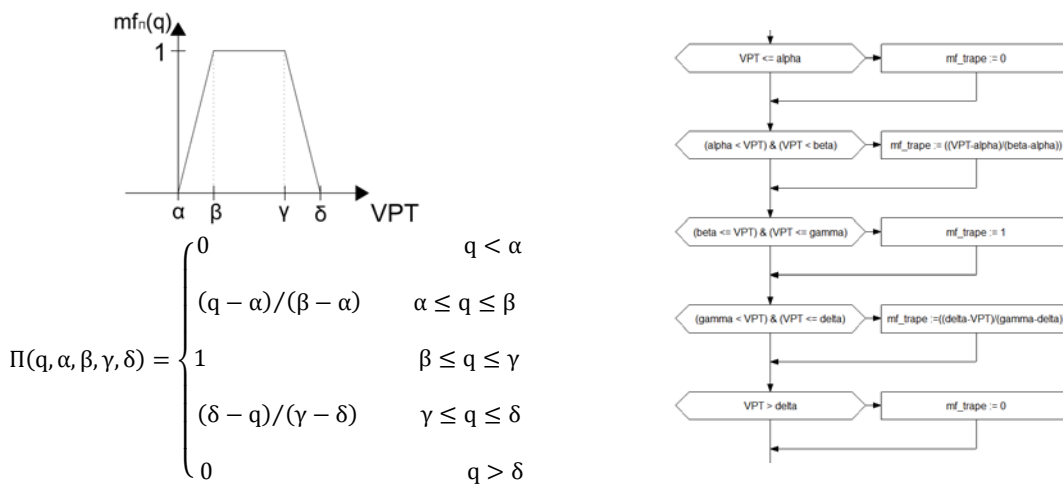 mfΠ(q)
1
α β γ δ VPT
0 q < α
(q − α)/(β − α) α ≤ q ≤ β
Π(q, α, β, γ, δ) = { 1 β ≤ q ≤ γ
(δ − q)/(γ − δ) γ ≤ q ≤ δ
0 q > δ
VPT <= alpha mf_trape := 0
(alpha < VPT) & (VPT < beta) mf_trape := ((VPT-alpha)/(beta-alpha))
(beta <= VPT) & (VPT <= gamma) mf_trape := 1
(gamma < VPT) & (VPT <= delta) mf_trape :=((delta-VPT)/(gamma-delta)
VPT > delta mf_trape := 0